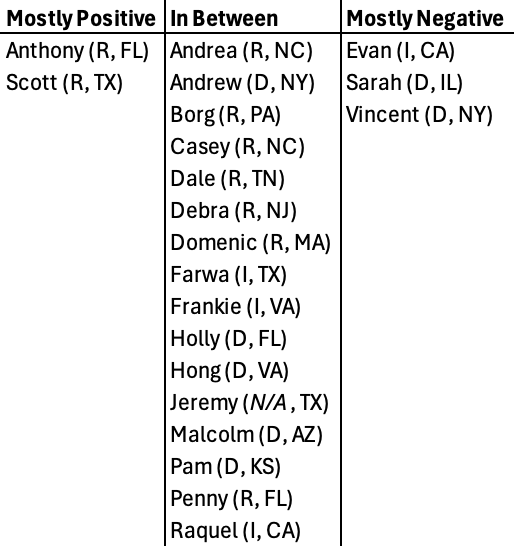 Mostly Positive In Between Mostly Negative
Anthony (R, FL) Andrea (R, NC) Evan (I, CA)
Scott (R, TX) Andrew (D, NY) Sarah (D, IL)
Borg (R, PA) Vincent (D, NY)
Casey (R, NC)
Dale (R, TN)
Debra (R, NJ)
Domenic (R, MA)
Farwa (I, TX)
Frankie (I, VA)
Holly (D, FL)
Hong (D, VA)
Jeremy (N/A , TX)
Malcolm (D, AZ)
Pam (D, KS)
Penny (R, FL)
Raquel (I, CA)